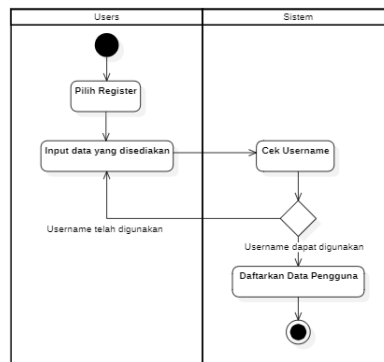 Users
Sistem
Pilih Register
Input data yang disediakan
Cek Username
Username telah digunakan
Username dapat digunakan
Daftarkan Data Pengguna